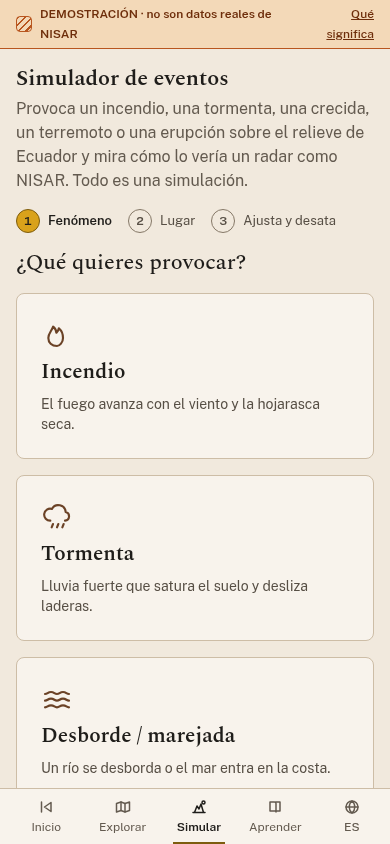 DEMOSTRACIÓN · no son datos reales de
NISAR
Qué
significa
Simulador de eventos
Provoca un incendio, una tormenta, una crecida,
un terremoto o una erupción sobre el relieve de
Ecuador y mira cómo lo vería un radar como
NISAR. Todo es una simulación.
1 Fenómeno 2 Lugar 3 Ajusta y desata
¿Qué quieres provocar?
Incendio
El fuego avanza con el viento y la hojarasca
seca.
Tormenta
Lluvia fuerte que satura el suelo y desliza
laderas.
Desborde / marejada
Un río se desborda o el mar entra en la costa.
Inicio Explorar Simular Aprender ES